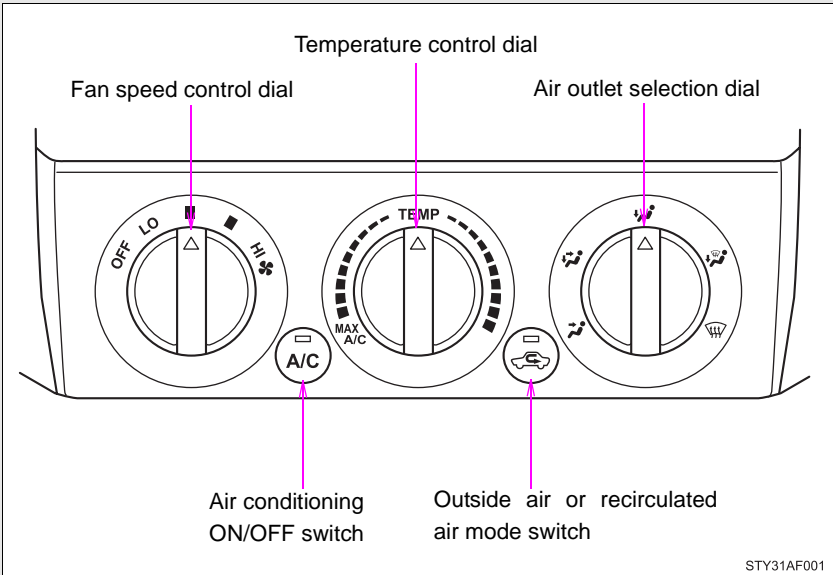 Temperature control dial
Fan speed control dial
Air outlet selection dial
OFF
LO
HI
TEMP
MAX
A/C
A/C
Air conditioning
ON/OFF switch
Outside air or recirculated
air mode switch
STY31AF001